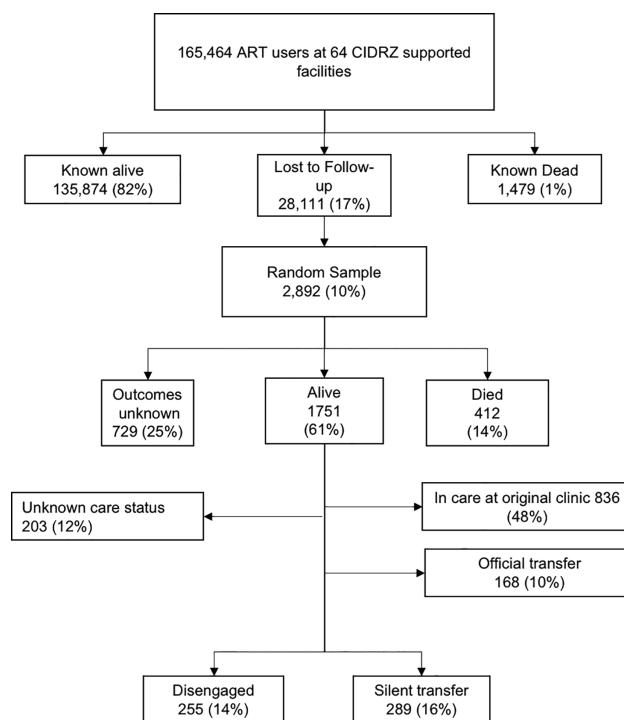 165,464 ART users at 64 CIDRZ supported
facilities
Known alive
135,874 (82%)
Lost to Follow-
up
28,111 (17%)
Known Dead
1,479 (1%)
Random Sample
2,892 (10%)
Outcomes
unknown
729 (25%)
Alive
1751
(61%)
Died
412
(14%)
Unknown care status
203 (12%)
In care at original clinic 836
(48%)
Official transfer
168 (10%)
Disengaged
255 (14%)
Silent transfer
289 (16%)